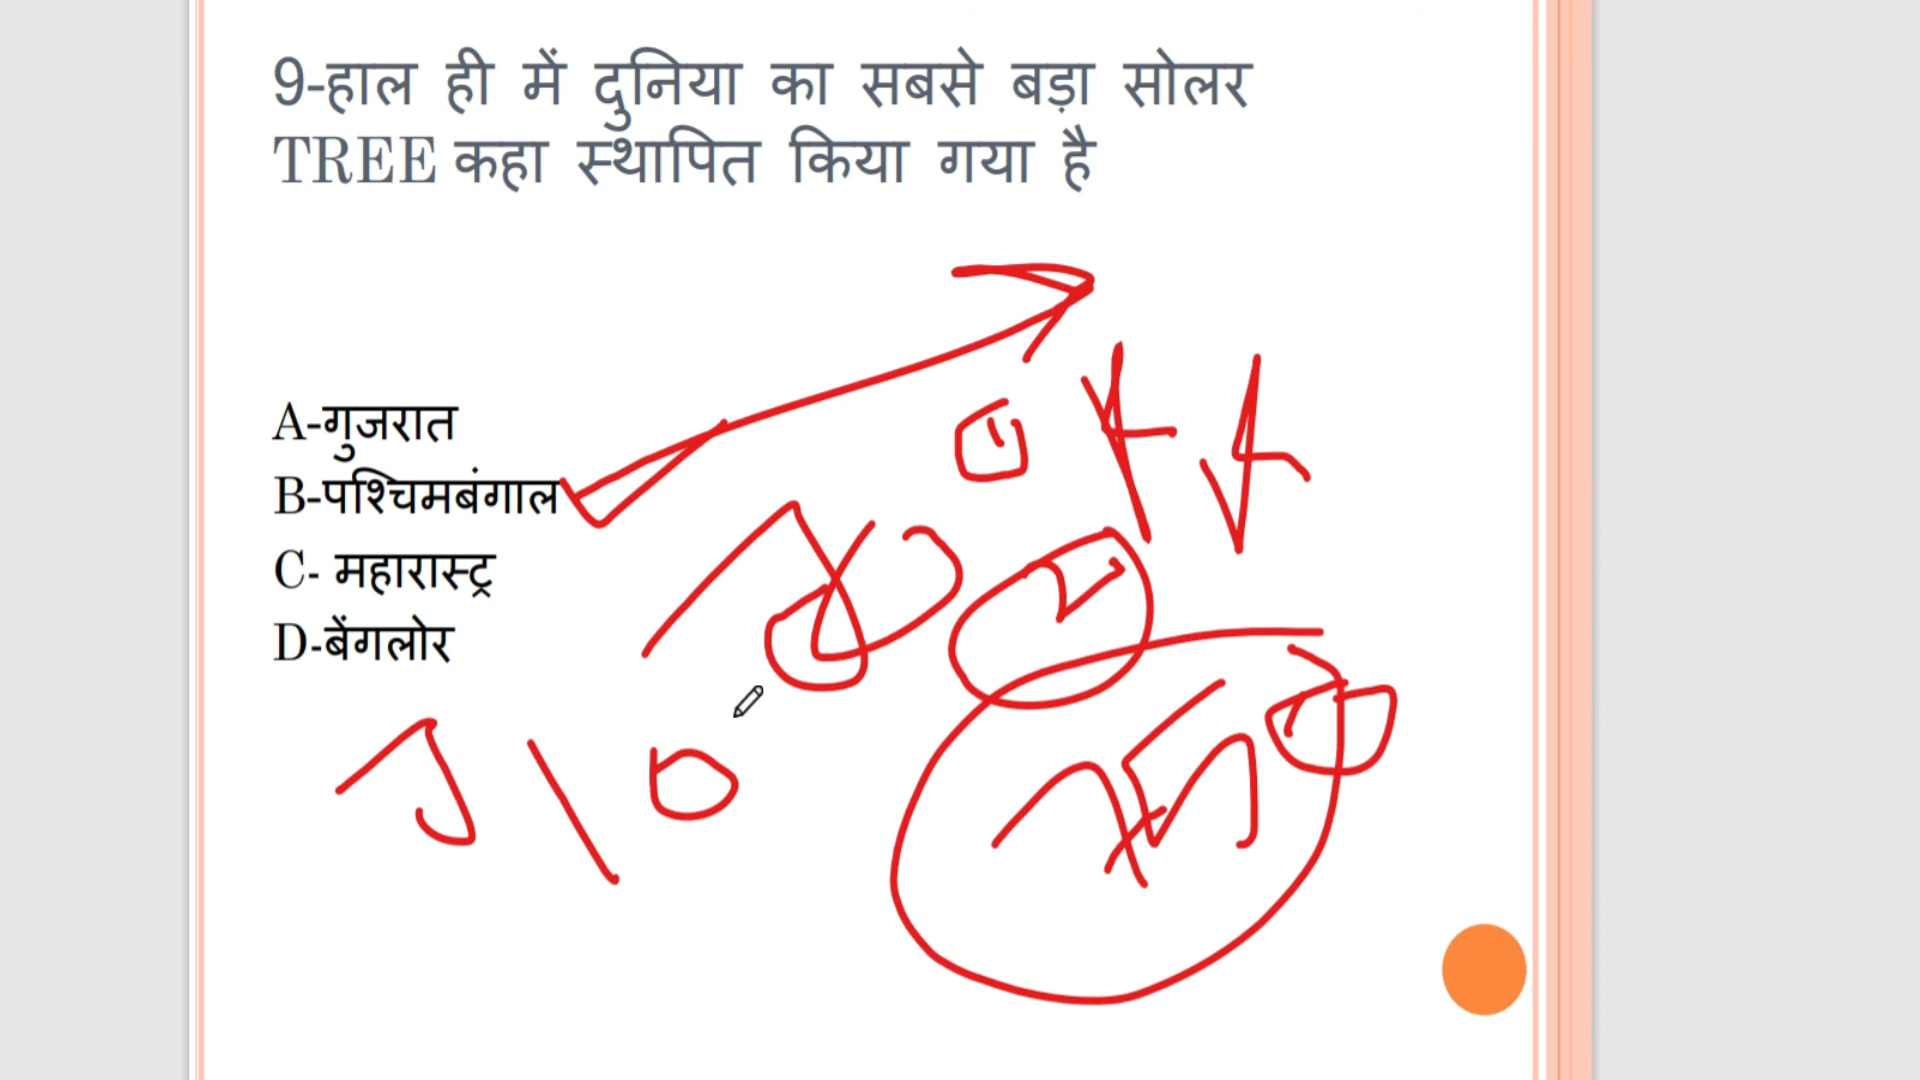 9-हाल ही में दुनिया का सबसे बड़ा सोलर
TREE कहा स्थापित किया गया है
A-गुजरात
B-पश्चिमबंगाल
C- महारास्ट्र
D-बेंगलोर